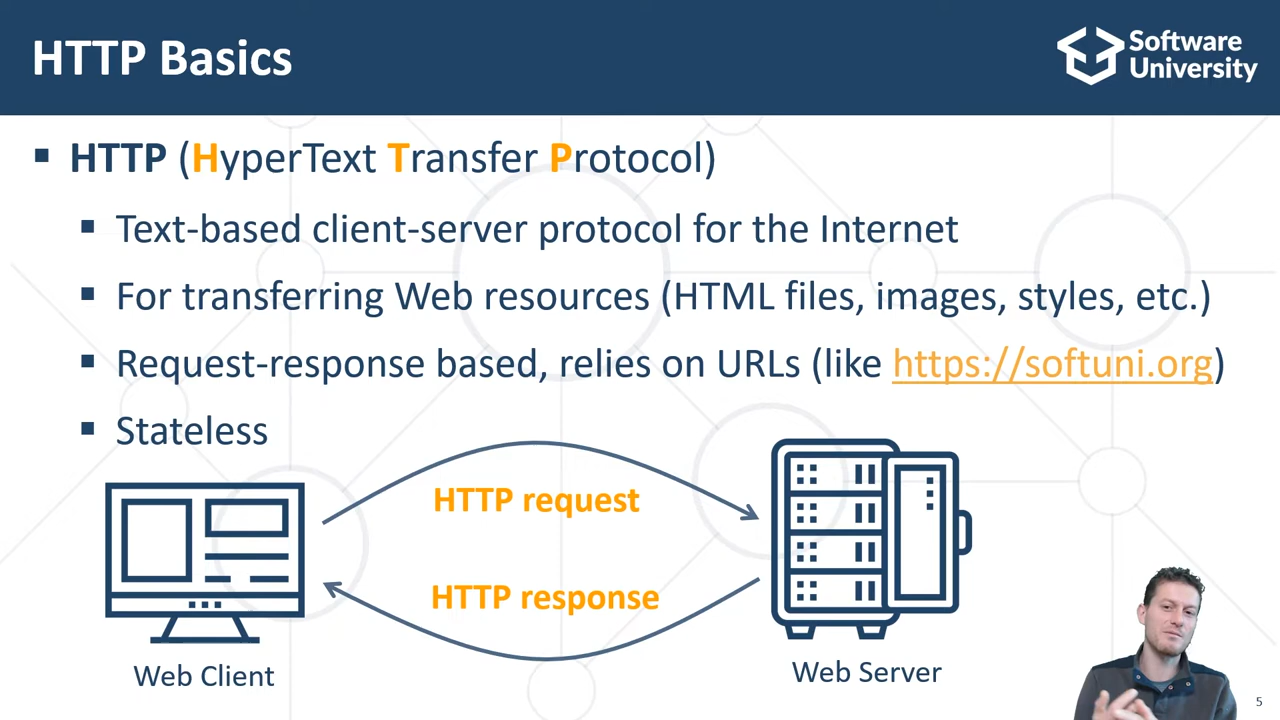 HTTP Basics
Software
University
▪ HTTP (HyperText Transfer Protocol)
▪ Text-based client-server protocol for the Internet
▪ For transferring Web resources (HTML files, images, styles, etc.)
▪ Request-response based, relies on URLs (like https://softuni.org)
▪ Stateless
HTTP request
HTTP response
Web Client
Web Server
5